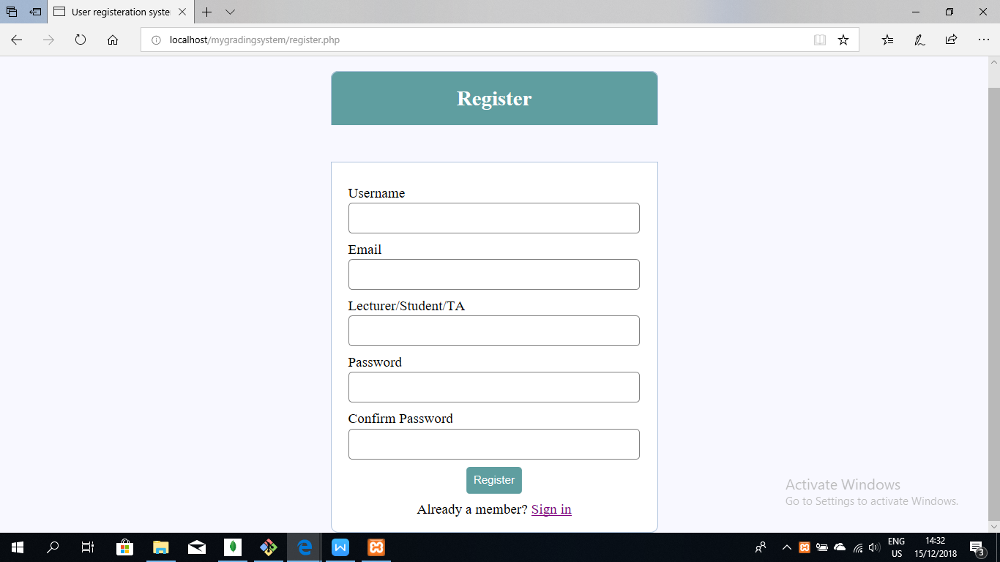 User registeration syste
localhost/mygradingsystem/register.php
Register
Username
Email
Lecturer/Student/TA
Password
Confirm Password
Register
Already a member? Sign in
Activate Windows
Go to Settings to activate Windows.
ENG
US
14:32
15/12/2018
3